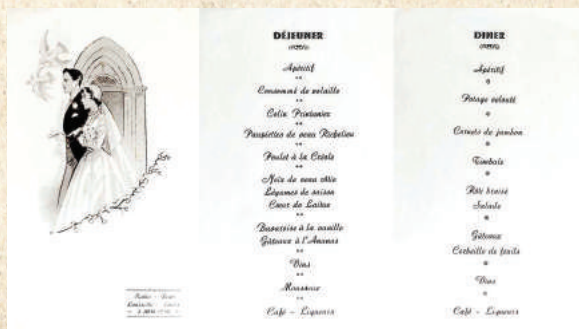 DÉJEUNER
Apéritif
Consommé de volaille
Colin Printanier
Paupiettes de veau Richelieu
Poulet à la Créole
Noix de veau rôtie
Légumes de saison
Cœur de Laitue
Bavaroise à la vanille
Gâteaux à l'Ananas
Vins
Mousseux
Café - Liqueurs
DINER
Apéritif
Potage velouté
Cornets de jambon
Timbale
Rôti braisé
Salade
Gâteaux
Corbeille de fruits
Vins
Café - Liqueurs